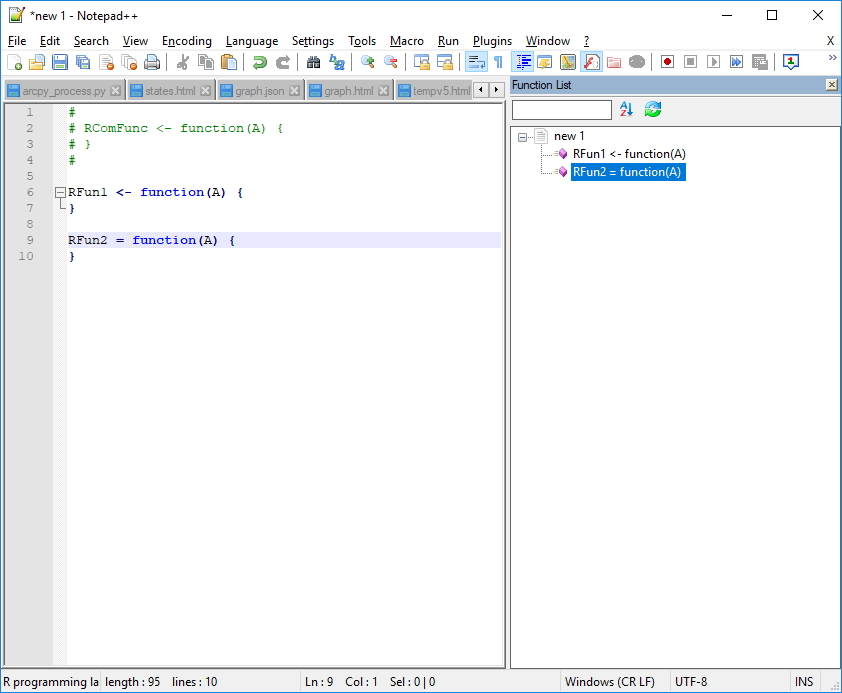 *new 1 - Notepad++
File Edit Search View Encoding Language Settings Tools Macro Run Plugins Window ? X
arcpy_process.py states.html graph.json graph.html tempv5.html
Function List
1 #
2 # RComFunc <- function(A) {
3 # }
4 #
5
6 RFun1 <- function(A) {
7 }
8
9 RFun2 = function(A) {
10 }
new 1
RFun1 <- function(A)
RFun2 = function(A)
R programming la length : 95 lines : 10 Ln : 9 Col : 1 Sel : 0 | 0 Windows (CR LF) UTF-8 INS